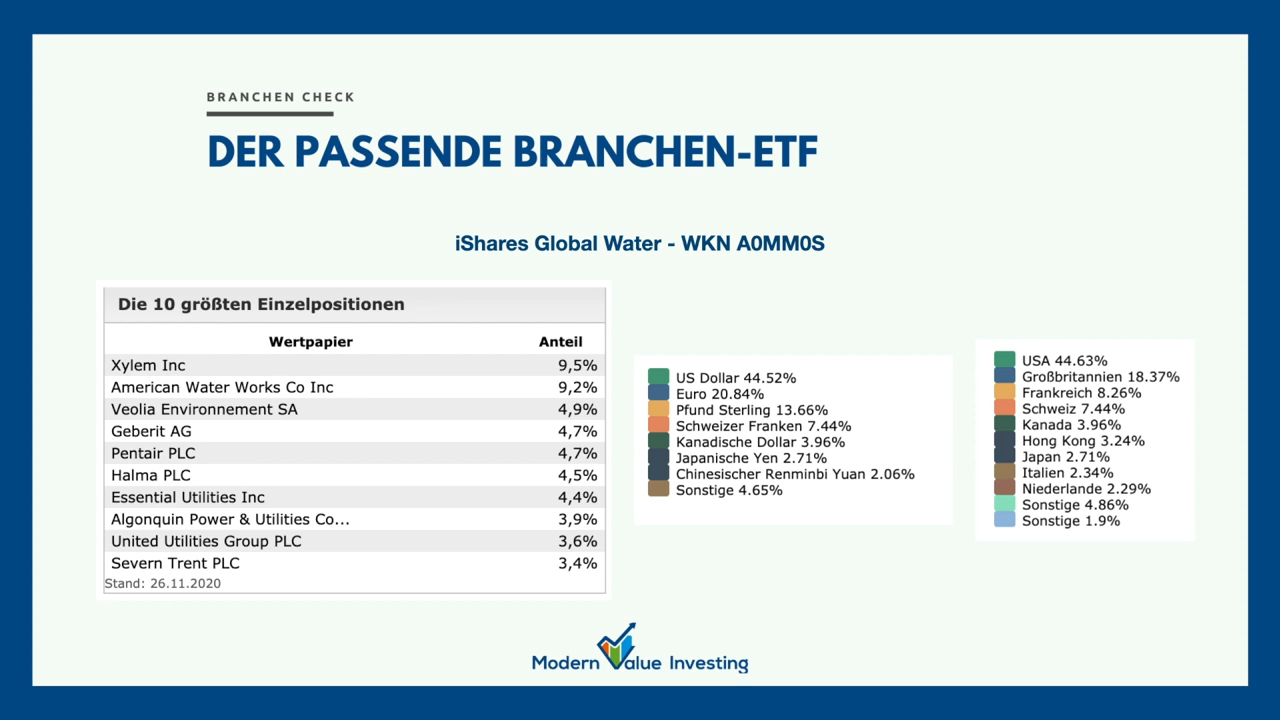 BRANCHEN CHECK
DER PASSENDE BRANCHEN-ETF
iShares Global Water - WKN A0MM0S
Die 10 größten Einzelpositionen
Wertpapier Anteil
Xylem Inc 9,5%
American Water Works Co Inc 9,2%
Veolia Environnement SA 4,9%
Geberit AG 4,7%
Pentair PLC 4,7%
Halma PLC 4,5%
Essential Utilities Inc 4,4%
Algonquin Power & Utilities Co... 3,9%
United Utilities Group PLC 3,6%
Severn Trent PLC 3,4%
Stand: 26.11.2020
US Dollar 44.52%
Euro 20.84%
Pfund Sterling 13.66%
Schweizer Franken 7.44%
Kanadische Dollar 3.96%
Japanische Yen 2.71%
Chinesischer Renminbi Yuan 2.06%
Sonstige 4.65%
USA 44.63%
Großbritannien 18.37%
Frankreich 8.26%
Schweiz 7.44%
Kanada 3.96%
Hong Kong 3.24%
Japan 2.71%
Italien 2.34%
Niederlande 2.29%
Sonstige 4.86%
Sonstige 1.9%
Modern Value Investing